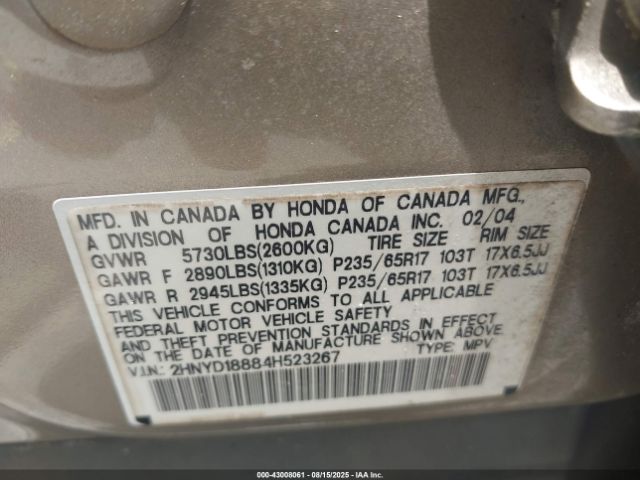 MFD. IN CANADA BY HONDA OF CANADA MFG.,
A DIVISION OF HONDA CANADA INC. 02/04
GVWR 5730LBS(2600KG) TIRE SIZE RIM SIZE
GAWR F 2890LBS(1310KG) P235/65R17 103T 17X6.5JJ
GAWR R 2945LBS(1335KG) P235/65R17 103T 17X6.5JJ
THIS VEHICLE CONFORMS TO ALL APPLICABLE
FEDERAL MOTOR VEHICLE SAFETY
AND THEFT PREVENTION STANDARDS IN EFFECT
ON THE DATE OF MANUFACTURE SHOWN ABOVE.
V.I.N.: 2HNYD18884H523267 TYPE: MPV
000-43008061 - 08/15/2025 - IAA Inc.